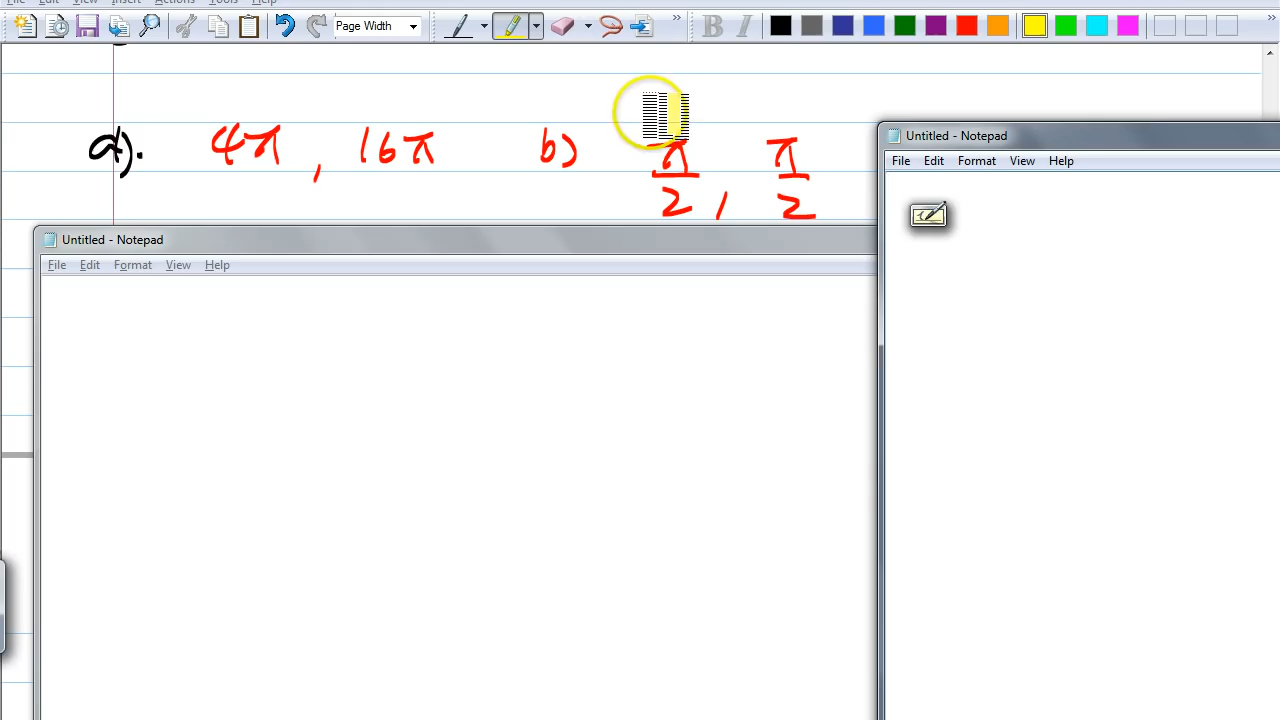 File Edit View Insert Actions Tools Help
Page Width
a). 4π , 16π b) π/2 , π/2
Untitled - Notepad
File Edit Format View Help
Untitled - Notepad
File Edit Format View Help